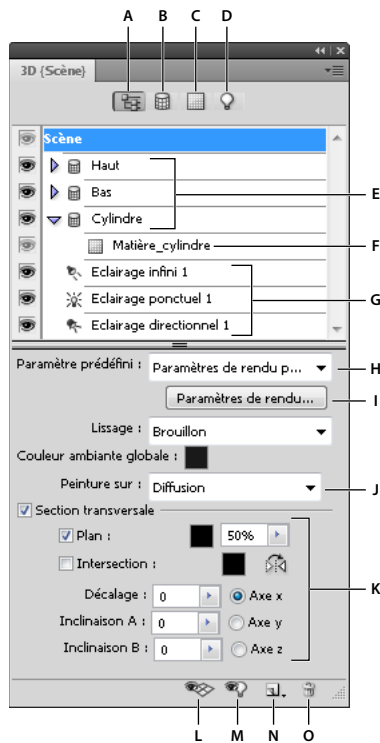 A B C D
3D {Scène}
Scène
Haut
Bas
E
Cylindre
Matière_cylindre
F
Eclairage infini 1
Eclairage ponctuel 1
G
Eclairage directionnel 1
Paramètre prédéfini : Paramètres de rendu p... H
Paramètres de rendu... I
Lissage : Brouillon
Couleur ambiante globale :
Peinture sur : Diffusion J
Section transversale
Plan : 50%
Intersection :
K
Décalage : 0 Axe x
Inclinaison A : 0 Axe y
Inclinaison B : 0 Axe z
L M N O